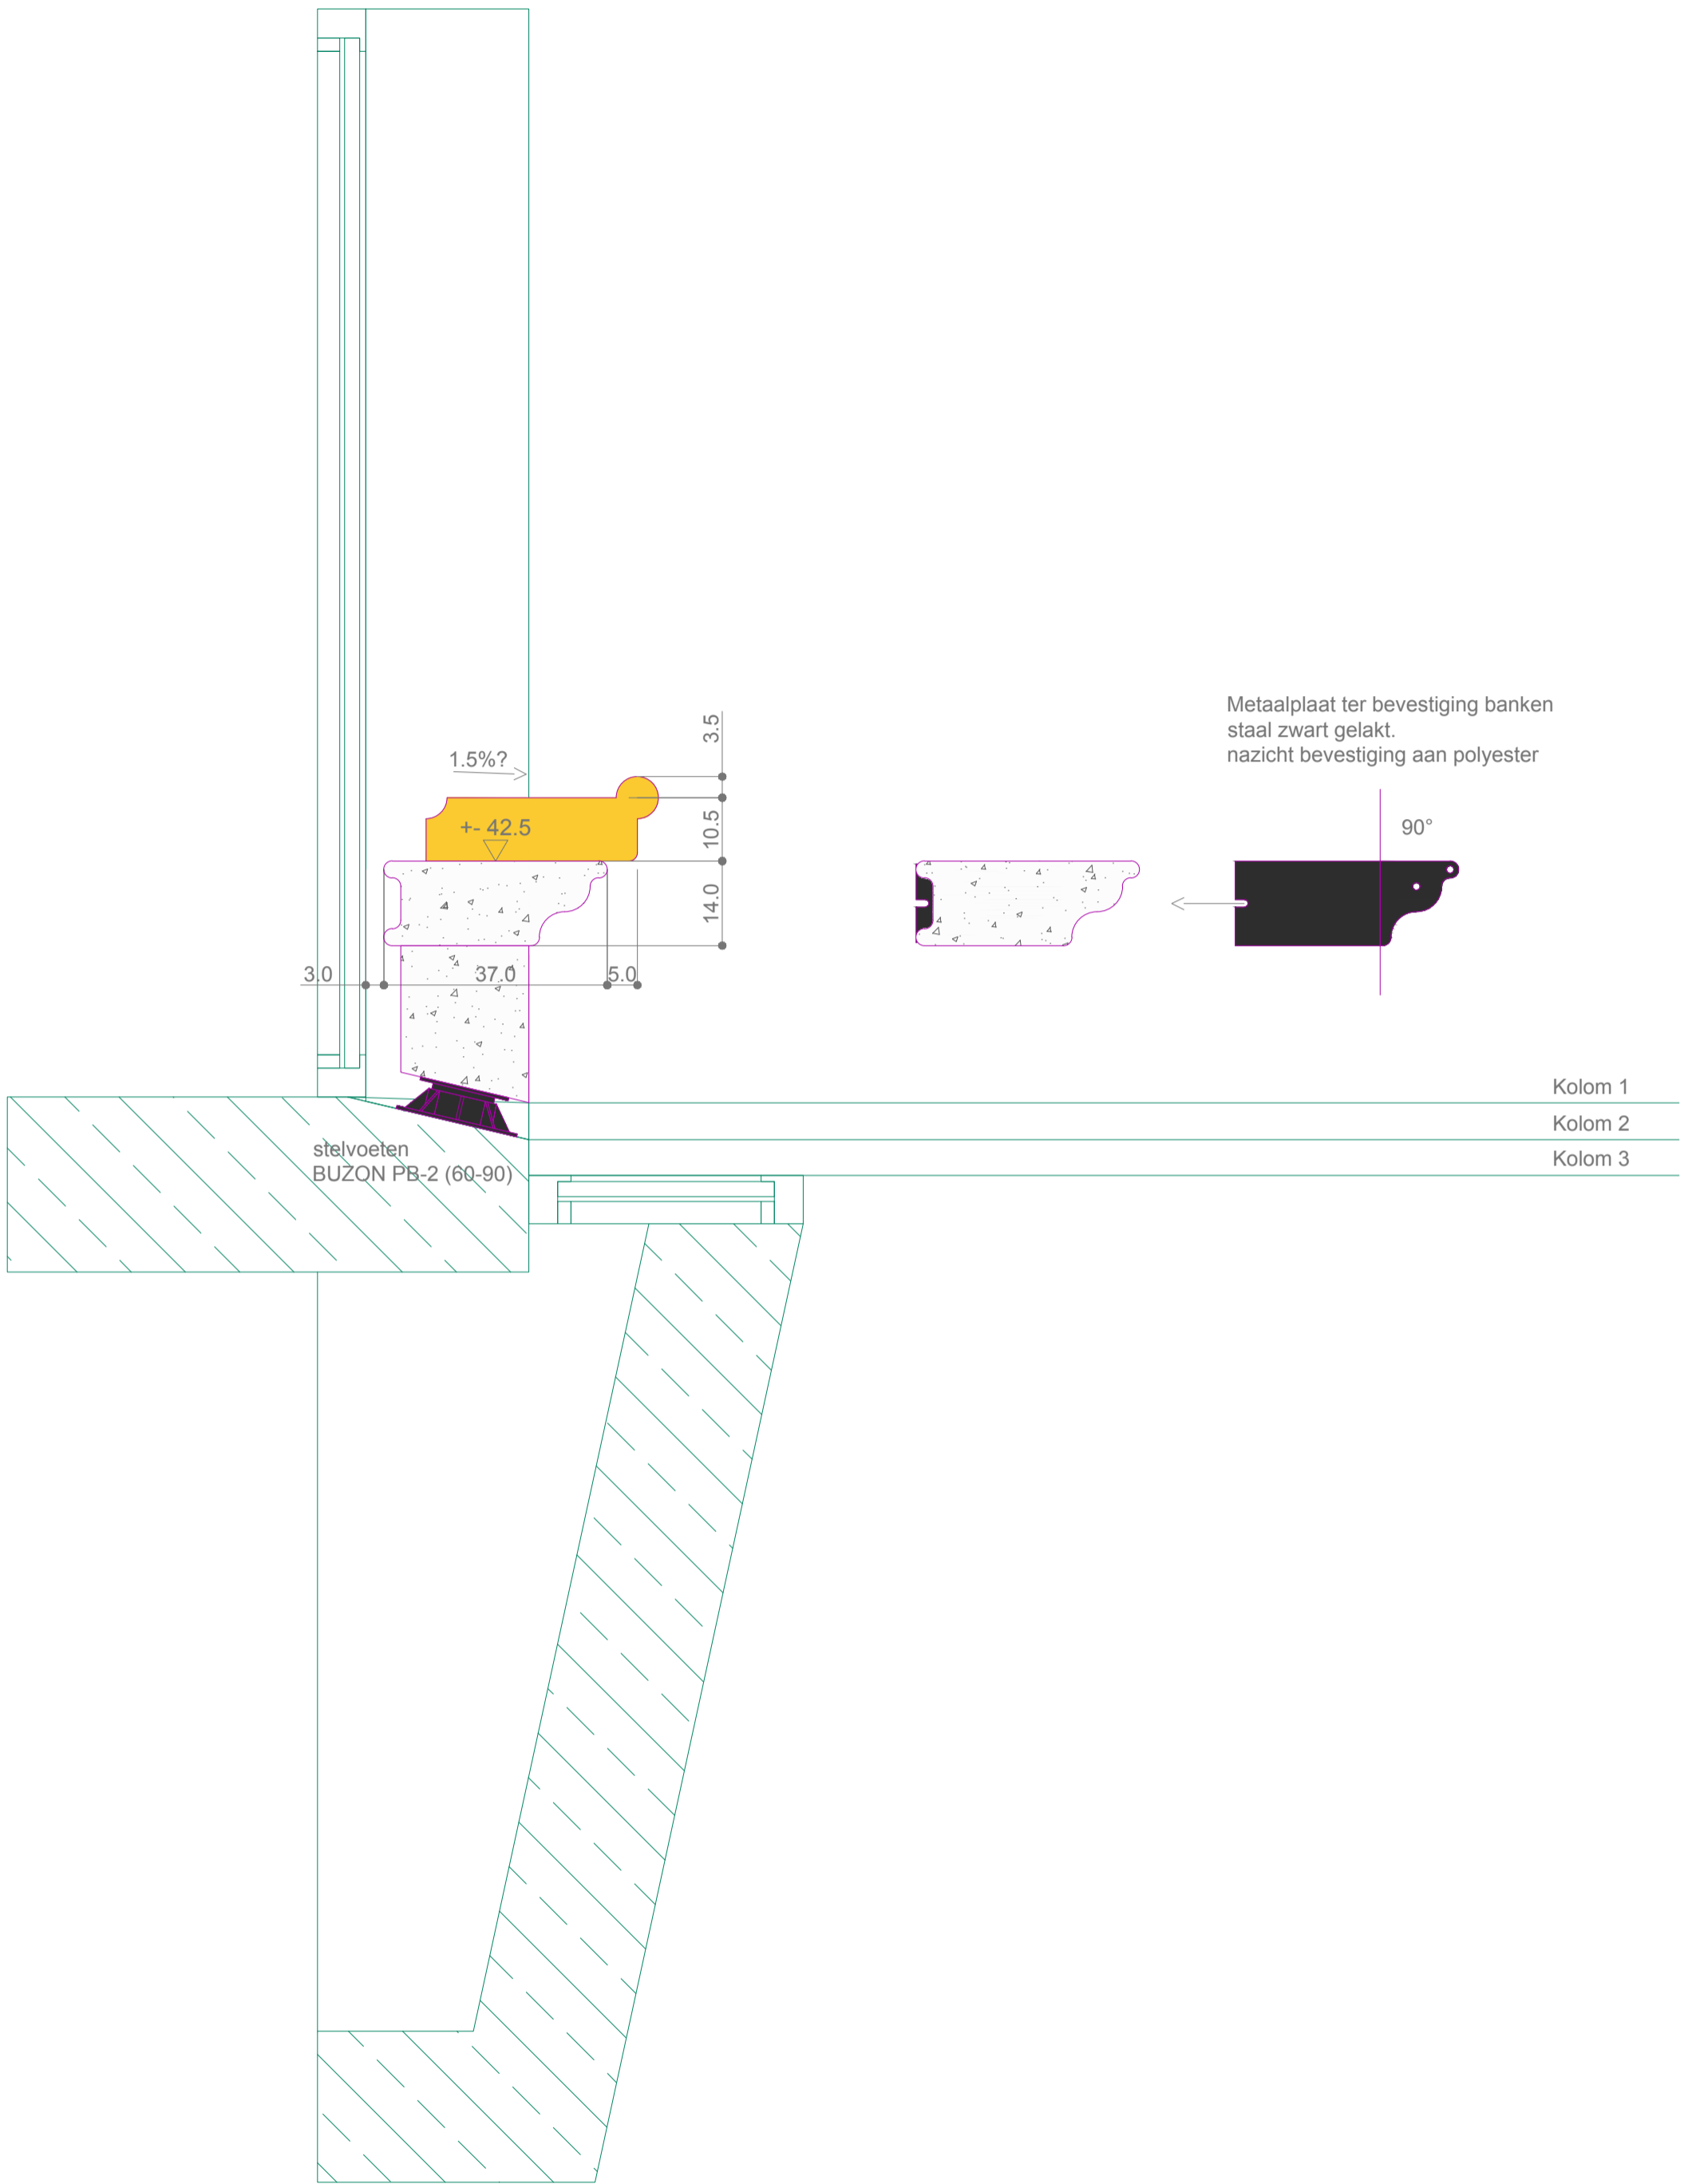 3.5
Metaalplaat ter bevestiging banken
staal zwart gelakt.
nazicht bevestiging aan polyester
1.5%?
10.5
+- 42.5
90°
14.0
3.0
37.0
5.0
Kolom 1
Kolom 2
stelvoeten
BUZON PB-2 (60-90)
Kolom 3